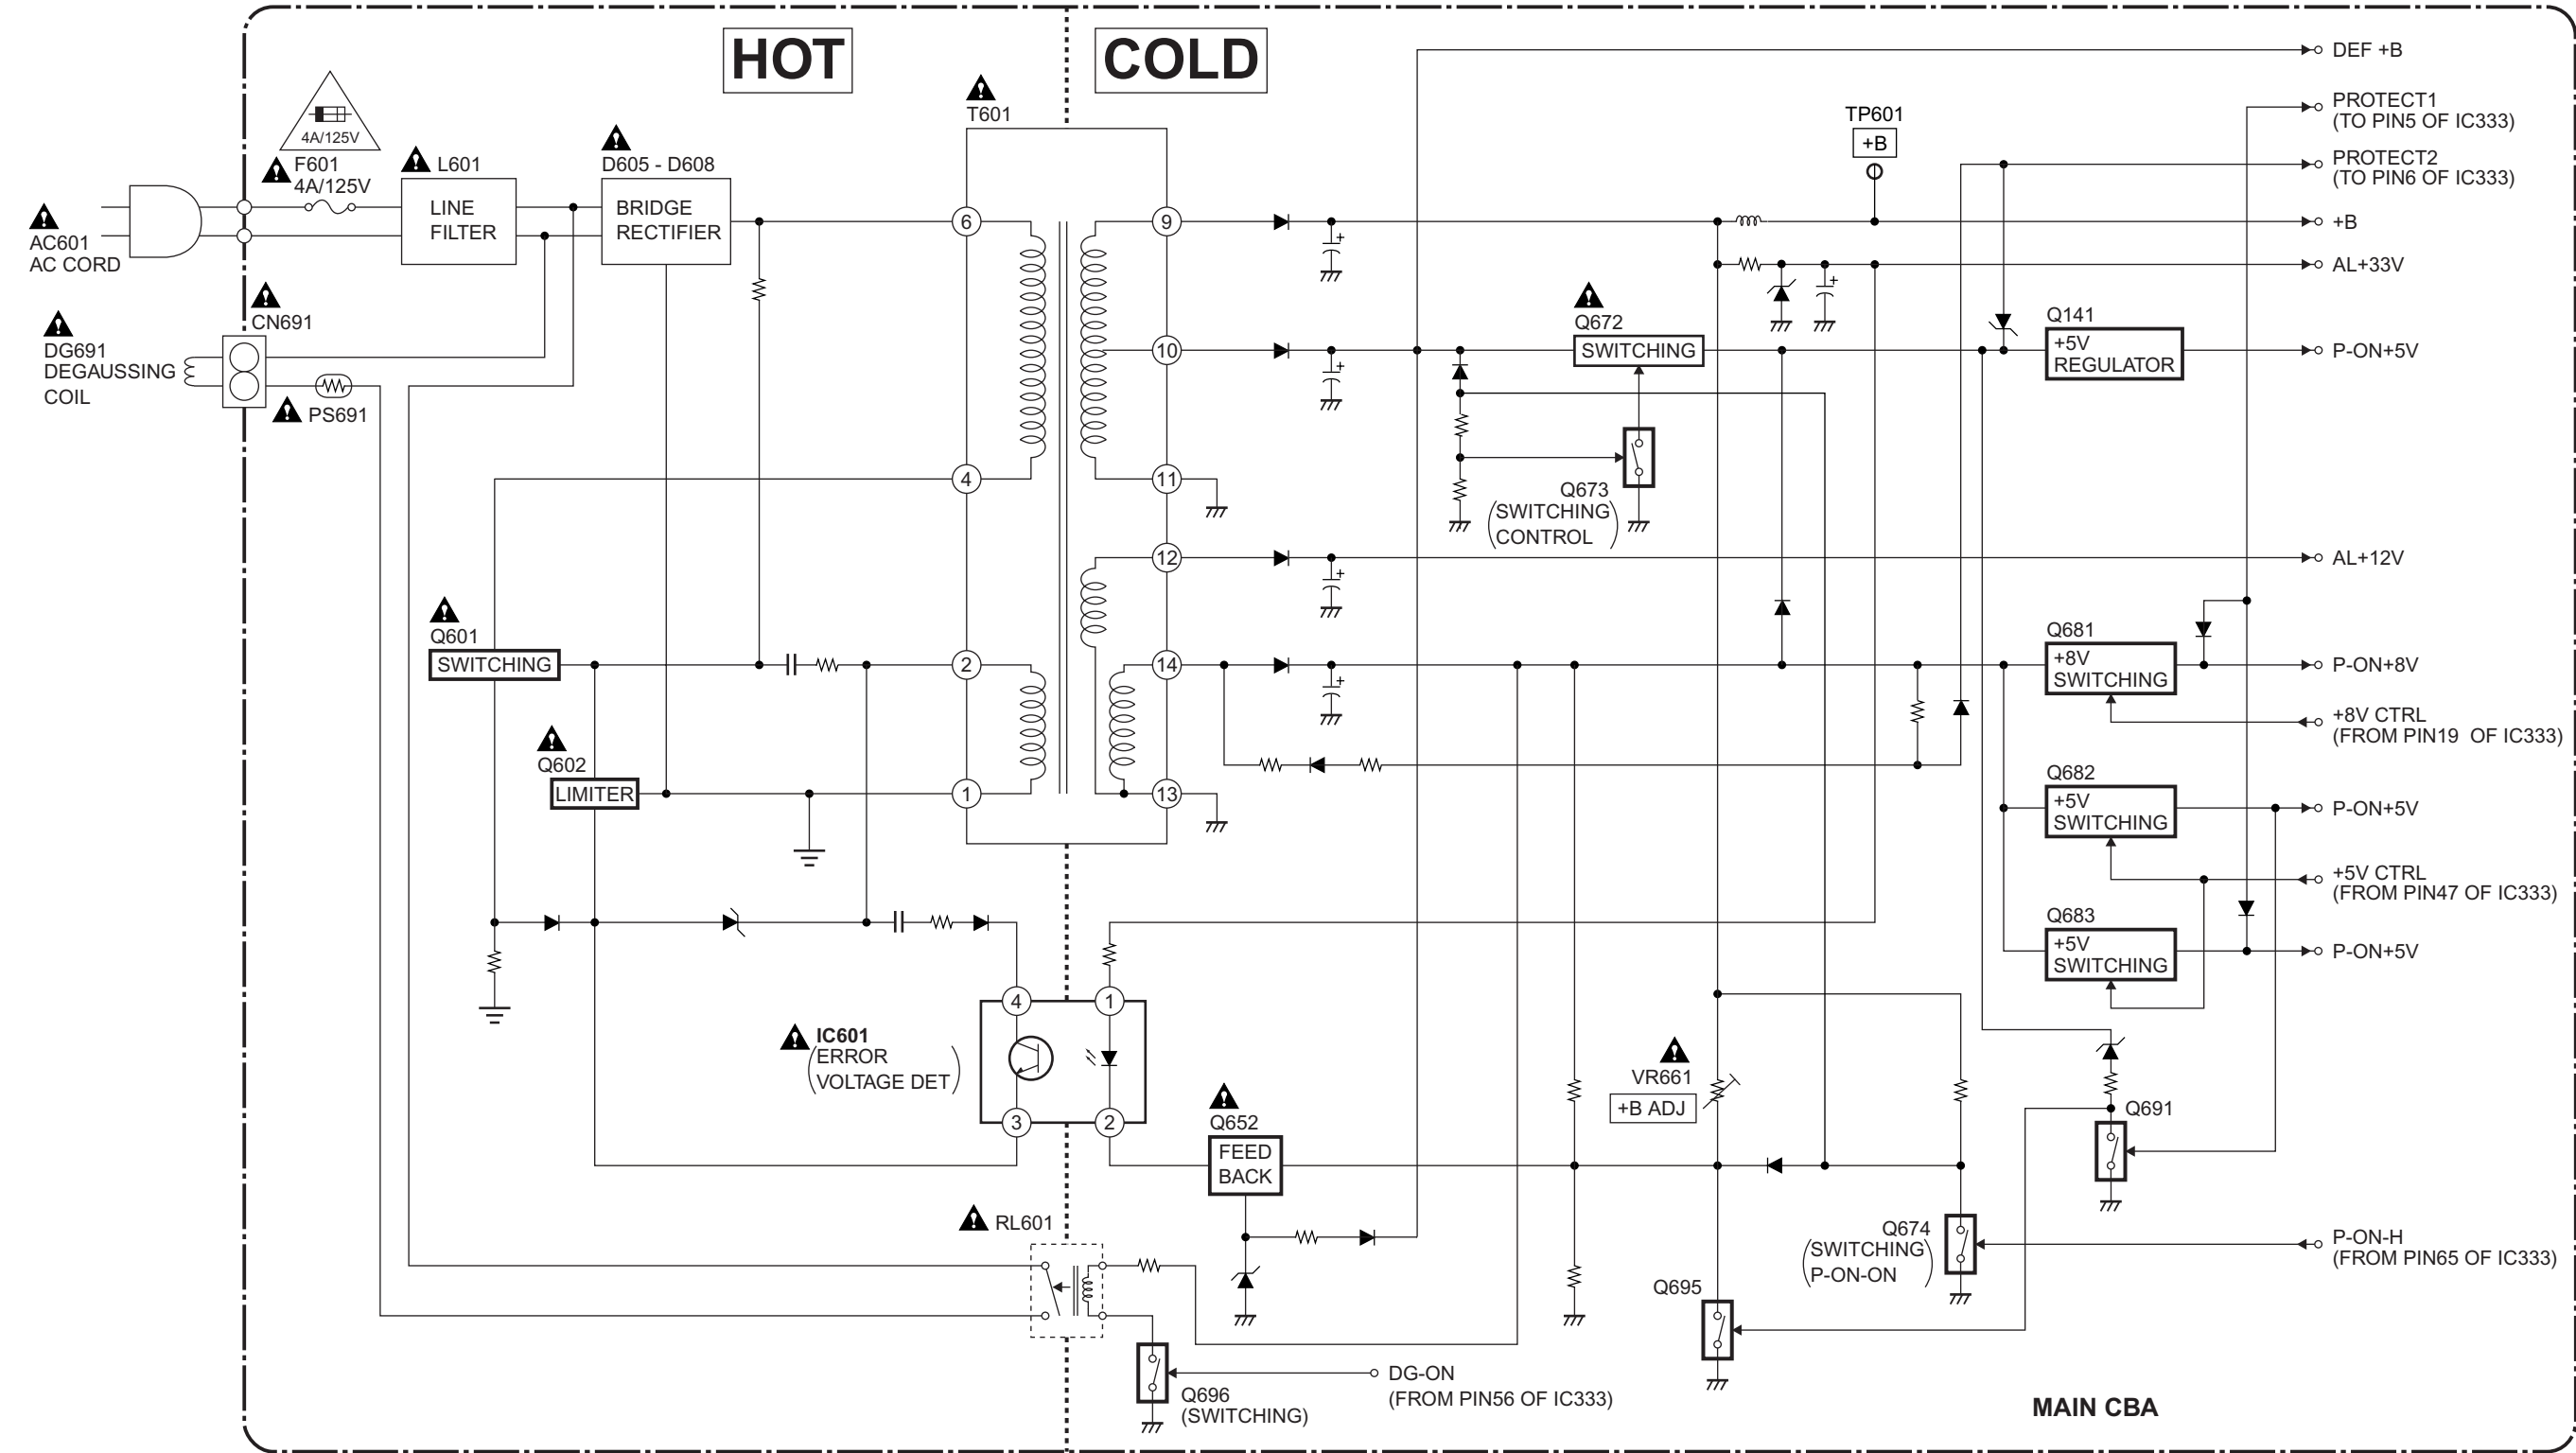 HOT
COLD
4A/125V
F601
4A/125V
L601
LINE
FILTER
D605 - D608
BRIDGE
RECTIFIER
T601
AC601
AC CORD
CN691
DG691
DEGAUSSING
COIL
PS691
6
4
2
1
9
10
11
12
14
13
DEF +B
PROTECT1
(TO PIN5 OF IC333)
PROTECT2
(TO PIN6 OF IC333)
TP601
+B
+B
AL+33V
+
+
+
+
+
Q672
SWITCHING
Q141
+5V
REGULATOR
P-ON+5V
Q673
(SWITCHING
CONTROL)
AL+12V
Q601
SWITCHING
Q602
LIMITER
Q681
+8V
SWITCHING
P-ON+8V
+8V CTRL
(FROM PIN19 OF IC333)
Q682
+5V
SWITCHING
P-ON+5V
+5V CTRL
(FROM PIN47 OF IC333)
Q683
+5V
SWITCHING
P-ON+5V
4
1
3
2
IC601
(ERROR
VOLTAGE DET)
Q652
FEED
BACK
VR661
+B ADJ
Q691
RL601
Q674
(SWITCHING
P-ON-ON)
P-ON-H
(FROM PIN65 OF IC333)
Q695
Q696
(SWITCHING)
DG-ON
(FROM PIN56 OF IC333)
MAIN CBA